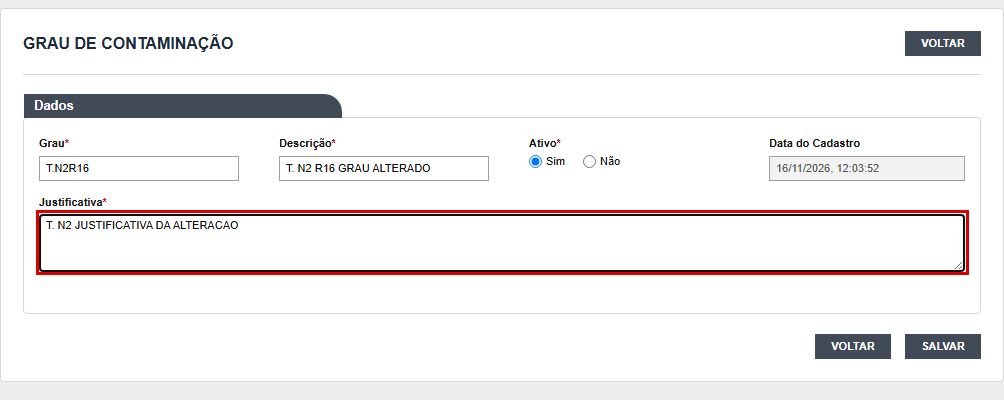 GRAU DE CONTAMINAÇÃO
VOLTAR
Dados
Grau*
Descrição*
Ativo*
Data do Cadastro
T.N2R16
T. N2 R16 GRAU ALTERADO
Sim
Não
16/11/2026, 12:03:52
Justificativa*
T. N2 JUSTIFICATIVA DA ALTERACAO
VOLTAR
SALVAR